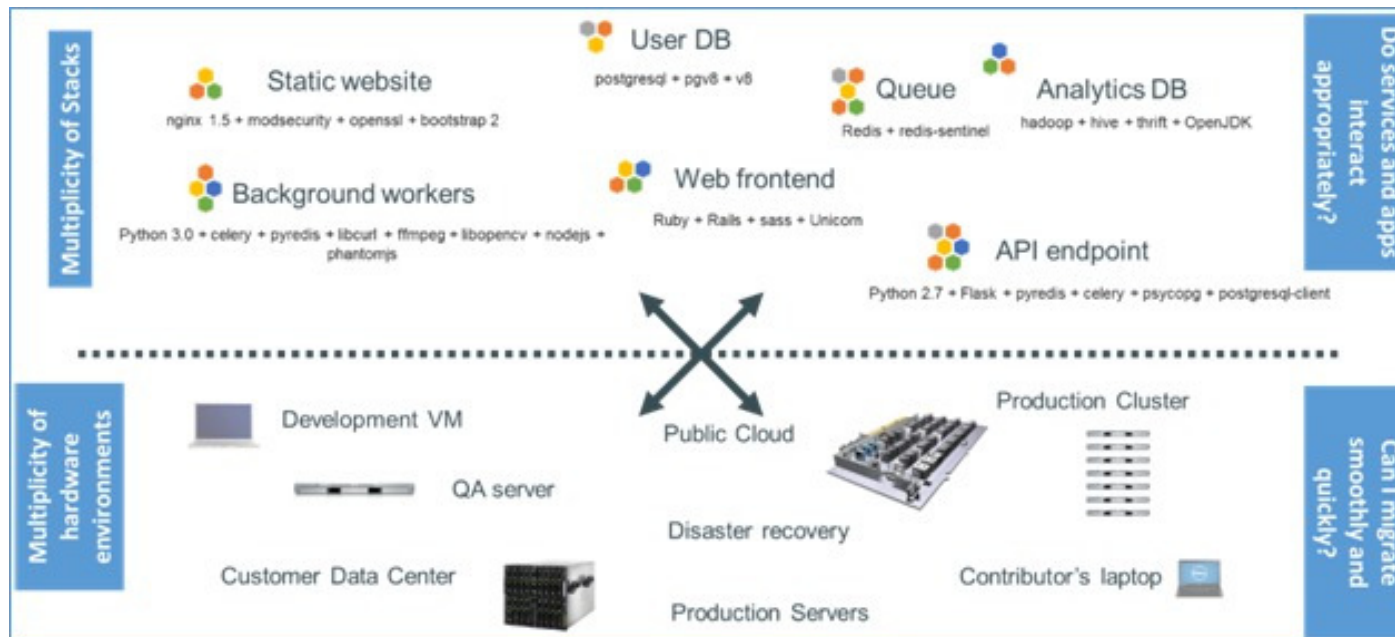 Multiplicity of Stacks
Static website
nginx 1.5 + modsecurity + openssl + bootstrap 2
User DB
postgresql + pgv8 + v8
Queue
Redis + redis-sentinel
Analytics DB
hadoop + hive + thrift + OpenJDK
Background workers
Python 3.0 + celery + pyredis + libcurl + ffmpeg + libopencv + nodejs +
phantomjs
Web frontend
Ruby + Rails + sass + Unicorn
API endpoint
Python 2.7 + Flask + pyredis + celery + psycopg + postgresql-client
Do services and apps
interact
appropriately?
Multiplicity of
hardware
environments
Development VM
QA server
Customer Data Center
Public Cloud
Disaster recovery
Production Servers
Production Cluster
Contributor's laptop
Can I migrate
smoothly and
quickly?